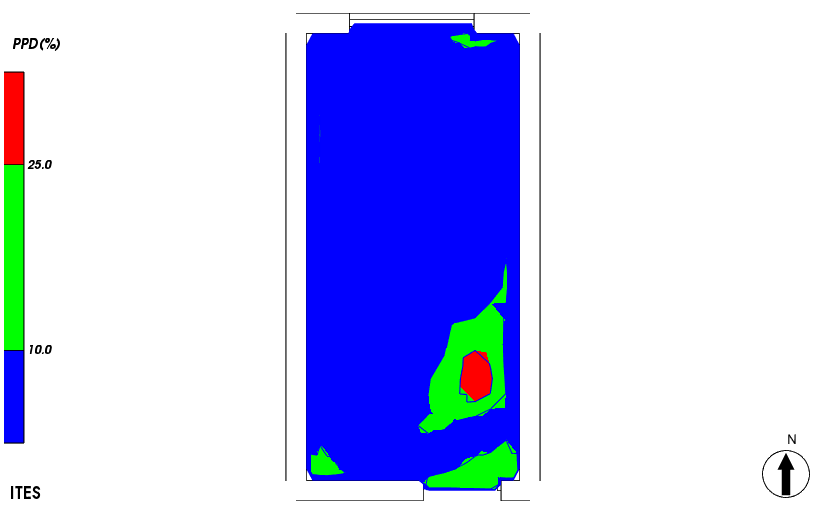 PPD(%)
25.0
10.0
N
ITES